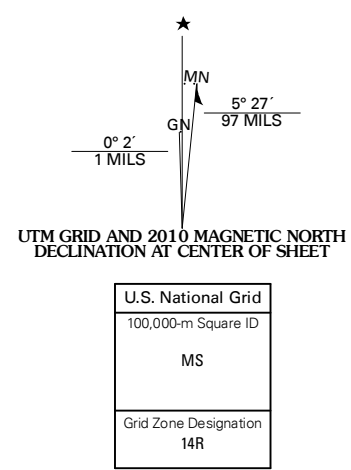 MN
5° 27´
97 MILS
GN
0° 2´
1 MILS
UTM GRID AND 2010 MAGNETIC NORTH
DECLINATION AT CENTER OF SHEET
U.S. National Grid
100,000-m Square ID
MS
Grid Zone Designation
14R